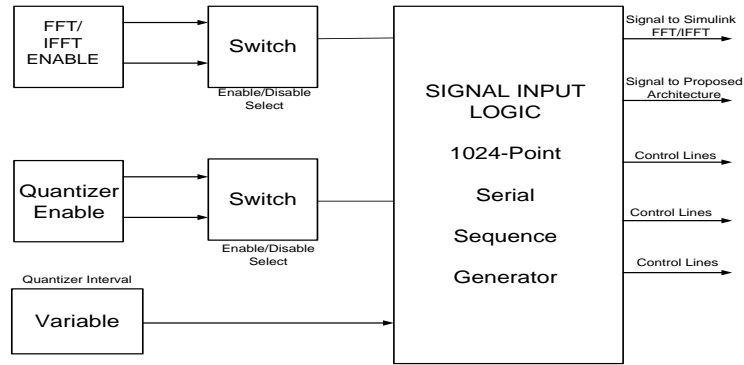 FFT/
IFFT
ENABLE
Switch
Enable/Disable
Select
Quantizer
Enable
Switch
Enable/Disable
Select
Quantizer Interval
Variable
SIGNAL INPUT
LOGIC
1024-Point
Serial
Sequence
Generator
Signal to Simulink
FFT/IFFT
Signal to Proposed
Architecture
Control Lines
Control Lines
Control Lines